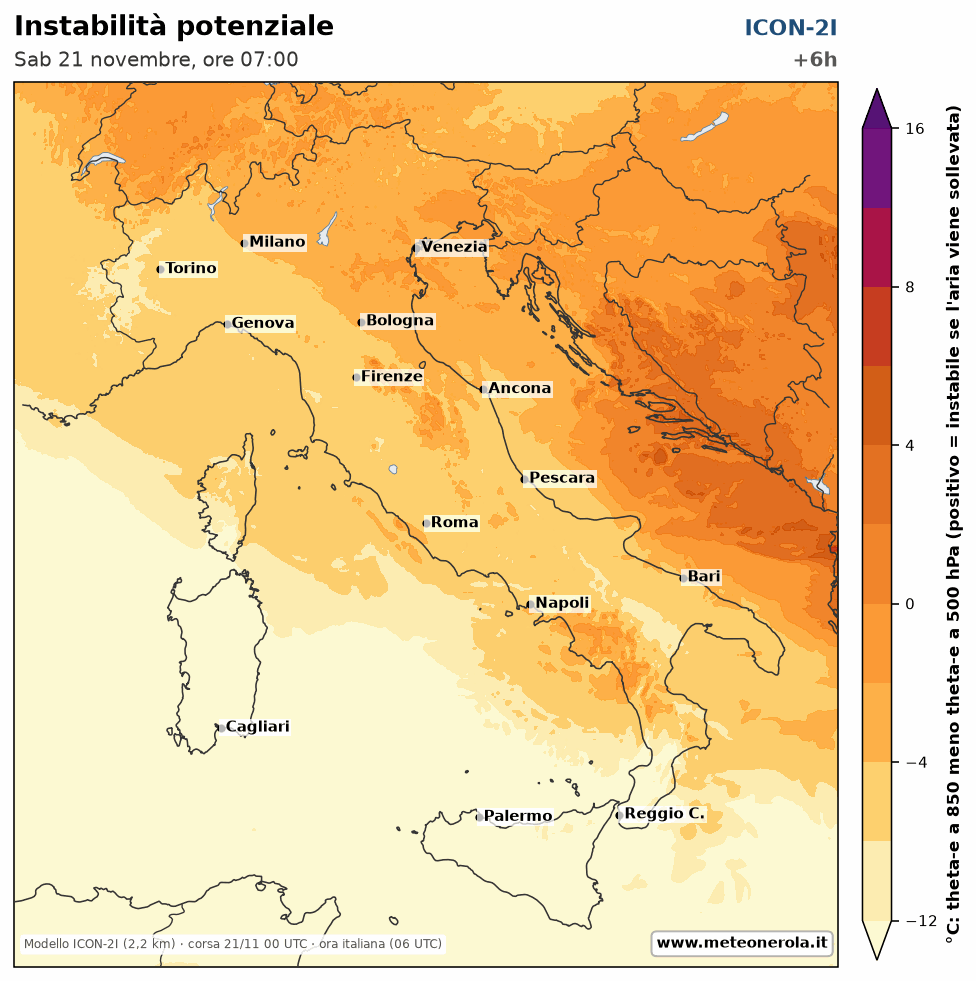 Instabilità potenziale
ICON-2I
Sab 21 novembre, ore 07:00
+6h
16
8
4
0
−4
−12
°C: theta-e a 850 meno theta-e a 500 hPa (positivo = instabile se l'aria viene sollevata)
Milano
Venezia
Torino
Genova
Bologna
Firenze
Ancona
Pescara
Roma
Bari
Napoli
Cagliari
Palermo
Reggio C.
Modello ICON-2I (2,2 km) · corsa 21/11 00 UTC · ora italiana (06 UTC)
www.meteonerola.it